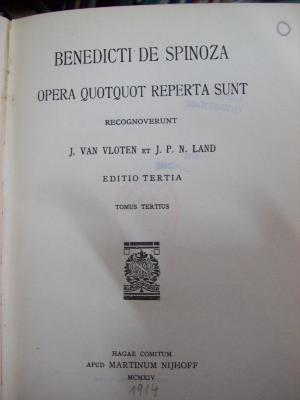 BENEDICTI DE SPINOZA
OPERA QUOTQUOT REPERTA SUNT
RECOGNOVERUNT
J. VAN VLOTEN ET J. P. N. LAND
EDITIO TERTIA
TOMUS TERTIUS
HAGAE COMITUM
APUD MARTINUM NIJHOFF
MCMXIV
1914